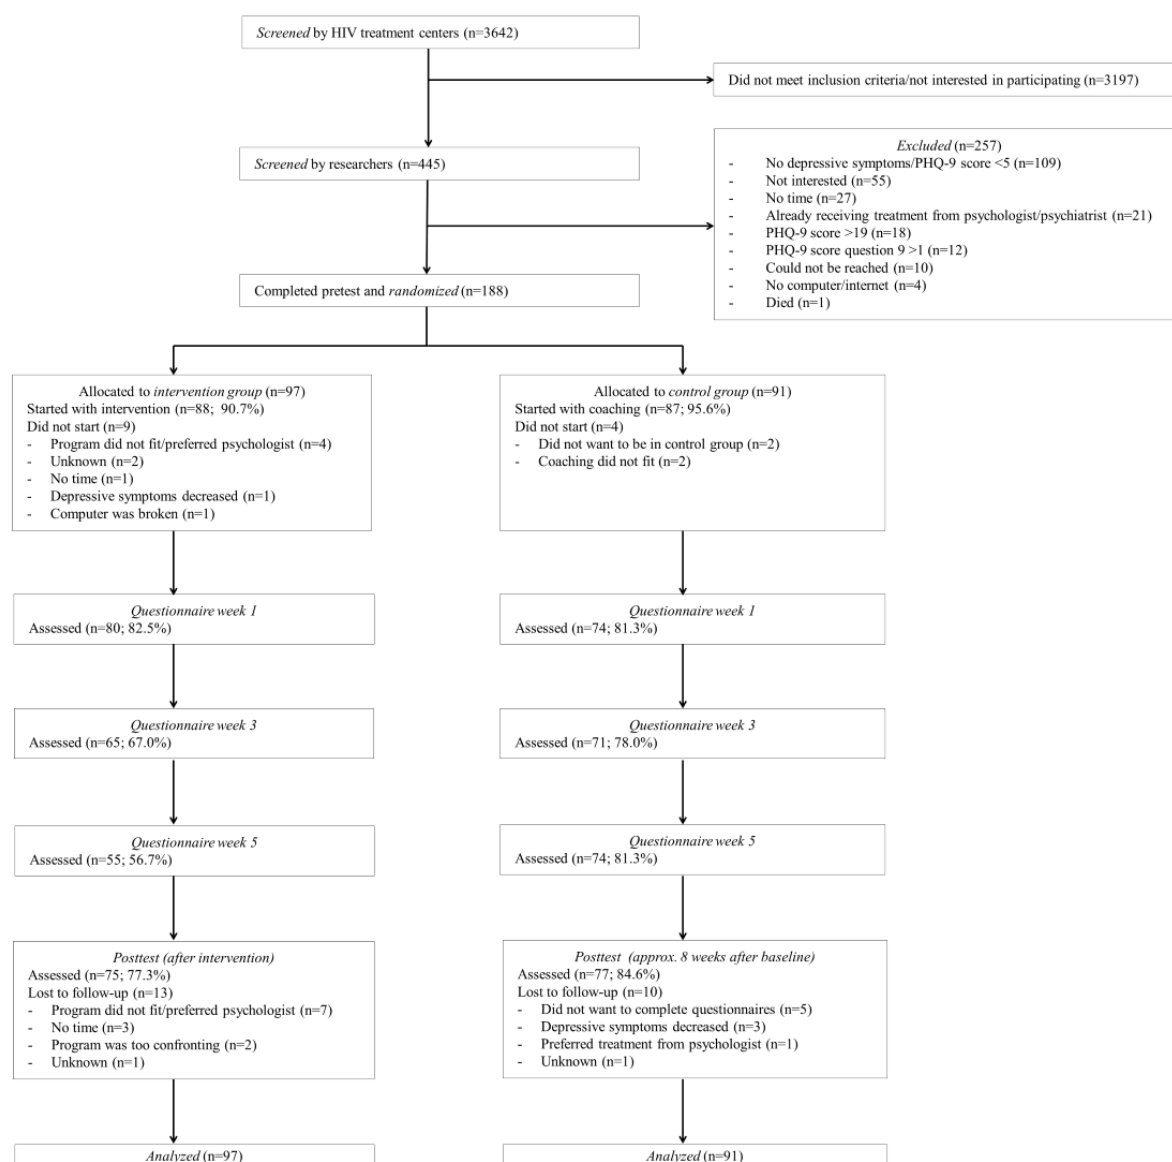 Screened by HIV treatment centers (n=3642)
Did not meet inclusion criteria/not interested in participating (n=3197)
Screened by researchers (n=445)
Excluded (n=257)
- No depressive symptoms/PHQ-9 score <5 (n=109)
- Not interested (n=55)
- No time (n=27)
- Already receiving treatment from psychologist/psychiatrist (n=21)
- PHQ-9 score >19 (n=18)
- PHQ-9 score question 9 >1 (n=12)
- Could not be reached (n=10)
- No computer/internet (n=4)
- Died (n=1)
Completed pretest and randomized (n=188)
Allocated to intervention group (n=97)
Started with intervention (n=88; 90.7%)
Did not start (n=9)
- Program did not fit/preferred psychologist (n=4)
- Unknown (n=2)
- No time (n=1)
- Depressive symptoms decreased (n=1)
- Computer was broken (n=1)
Allocated to control group (n=91)
Started with coaching (n=87; 95.6%)
Did not start (n=4)
- Did not want to be in control group (n=2)
- Coaching did not fit (n=2)
Questionnaire week 1
Assessed (n=80; 82.5%)
Questionnaire week 1
Assessed (n=74; 81.3%)
Questionnaire week 3
Assessed (n=65; 67.0%)
Questionnaire week 3
Assessed (n=71; 78.0%)
Questionnaire week 5
Assessed (n=55; 56.7%)
Questionnaire week 5
Assessed (n=74; 81.3%)
Posttest (after intervention)
Assessed (n=75; 77.3%)
Lost to follow-up (n=13)
- Program did not fit/preferred psychologist (n=7)
- No time (n=3)
- Program was too confronting (n=2)
- Unknown (n=1)
Posttest (approx. 8 weeks after baseline)
Assessed (n=77; 84.6%)
Lost to follow-up (n=10)
- Did not want to complete questionnaires (n=5)
- Depressive symptoms decreased (n=3)
- Preferred treatment from psychologist (n=1)
- Unknown (n=1)
Analyzed (n=97)
Analyzed (n=91)